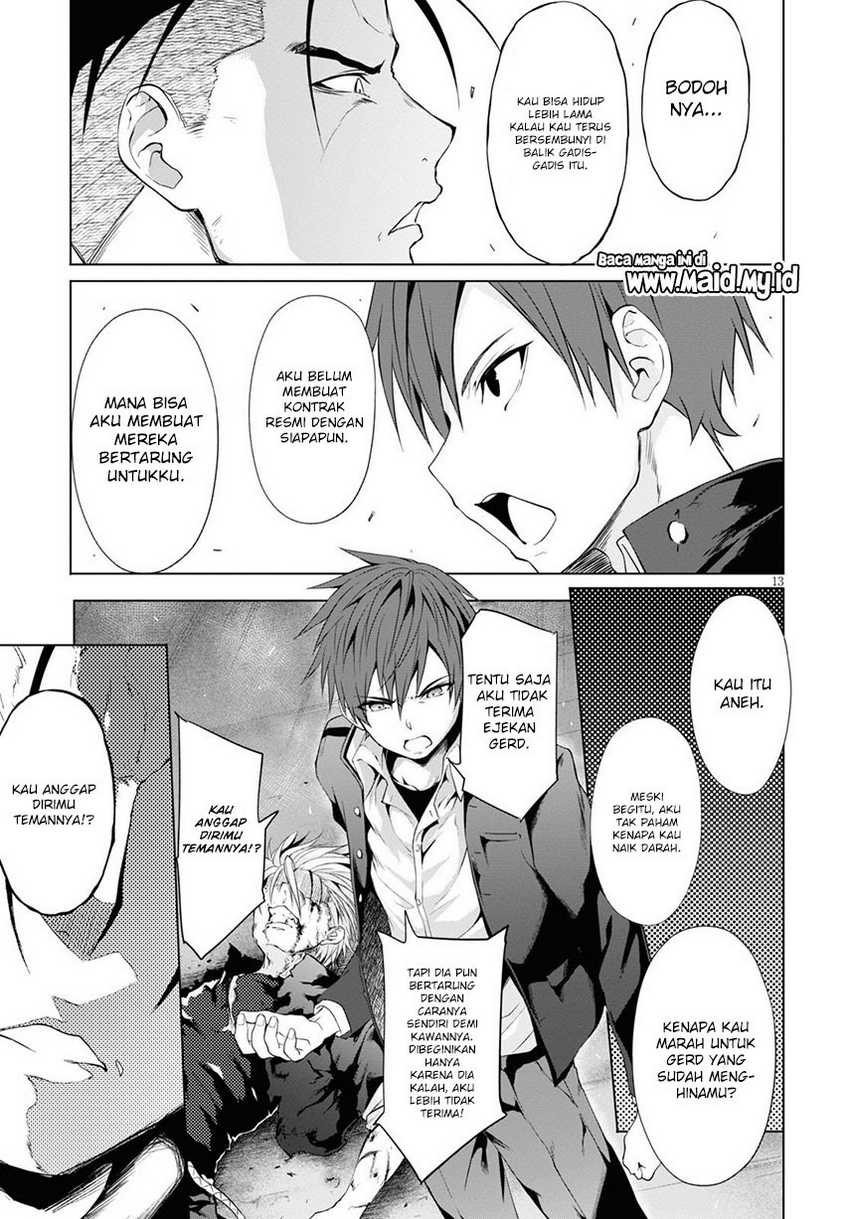 BODOH
NYA...
KAU BISA HIDUP
LEBIH LAMA
KALAU KAU TERUS
BERSEMBUNYI DI
BALIK GADIS-
GADIS ITU.
Baca manga ini di
www.Maid.My.id
AKU BELUM
MEMBUAT
KONTRAK
RESMI DENGAN
SIAPAPUN.
MANA BISA
AKU MEMBUAT
MEREKA
BERTARUNG
UNTUKKU.
13
KAU ITU
ANEH.
MESKI
BEGITU, AKU
TAK PAHAM
KENAPA KAU
NAIK DARAH.
KENAPA KAU
MARAH UNTUK
GERD YANG
SUDAH MENG-
HINAMU?
TENTU SAJA
AKU TIDAK
TERIMA
EJEKAN
GERD.
TAPI DIA PUN
BERTARUNG
DENGAN
CARANYA
SENDIRI DEMI
KAWANNYA.
DIBEGINIKAN
HANYA
KARENA DIA
KALAH, AKU
LEBIH TIDAK
TERIMA!
KAU
ANGGAP
DIRIMU
TEMANNYA!?
KAU ANGGAP
DIRIMU
TEMANNYA!?